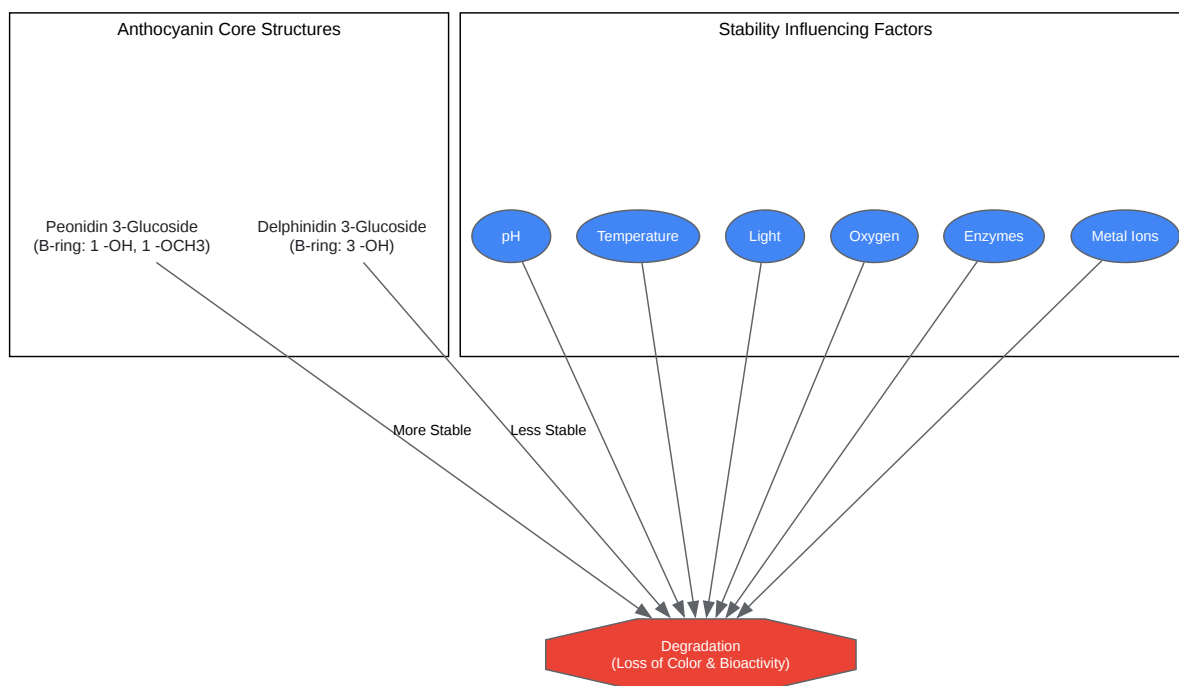 Anthocyanin Core Structures
Stability Influencing Factors
Peonidin 3-Glucoside
(B-ring: 1 -OH, 1 -OCH3)
Delphinidin 3-Glucoside
(B-ring: 3 -OH)
pH
Temperature
Light
Oxygen
Enzymes
Metal Ions
More Stable
Less Stable
Degradation
(Loss of Color & Bioactivity)